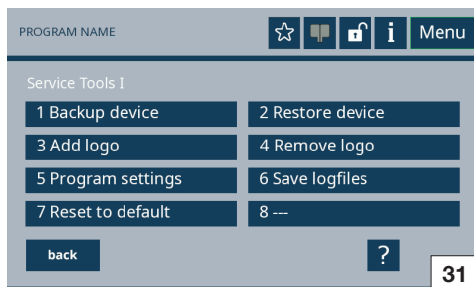 PROGRAM NAME
i
Menu
Service Tools I
1 Backup device
2 Restore device
3 Add logo
4 Remove logo
5 Program settings
6 Save logfiles
7 Reset to default
8 ---
back
?
31